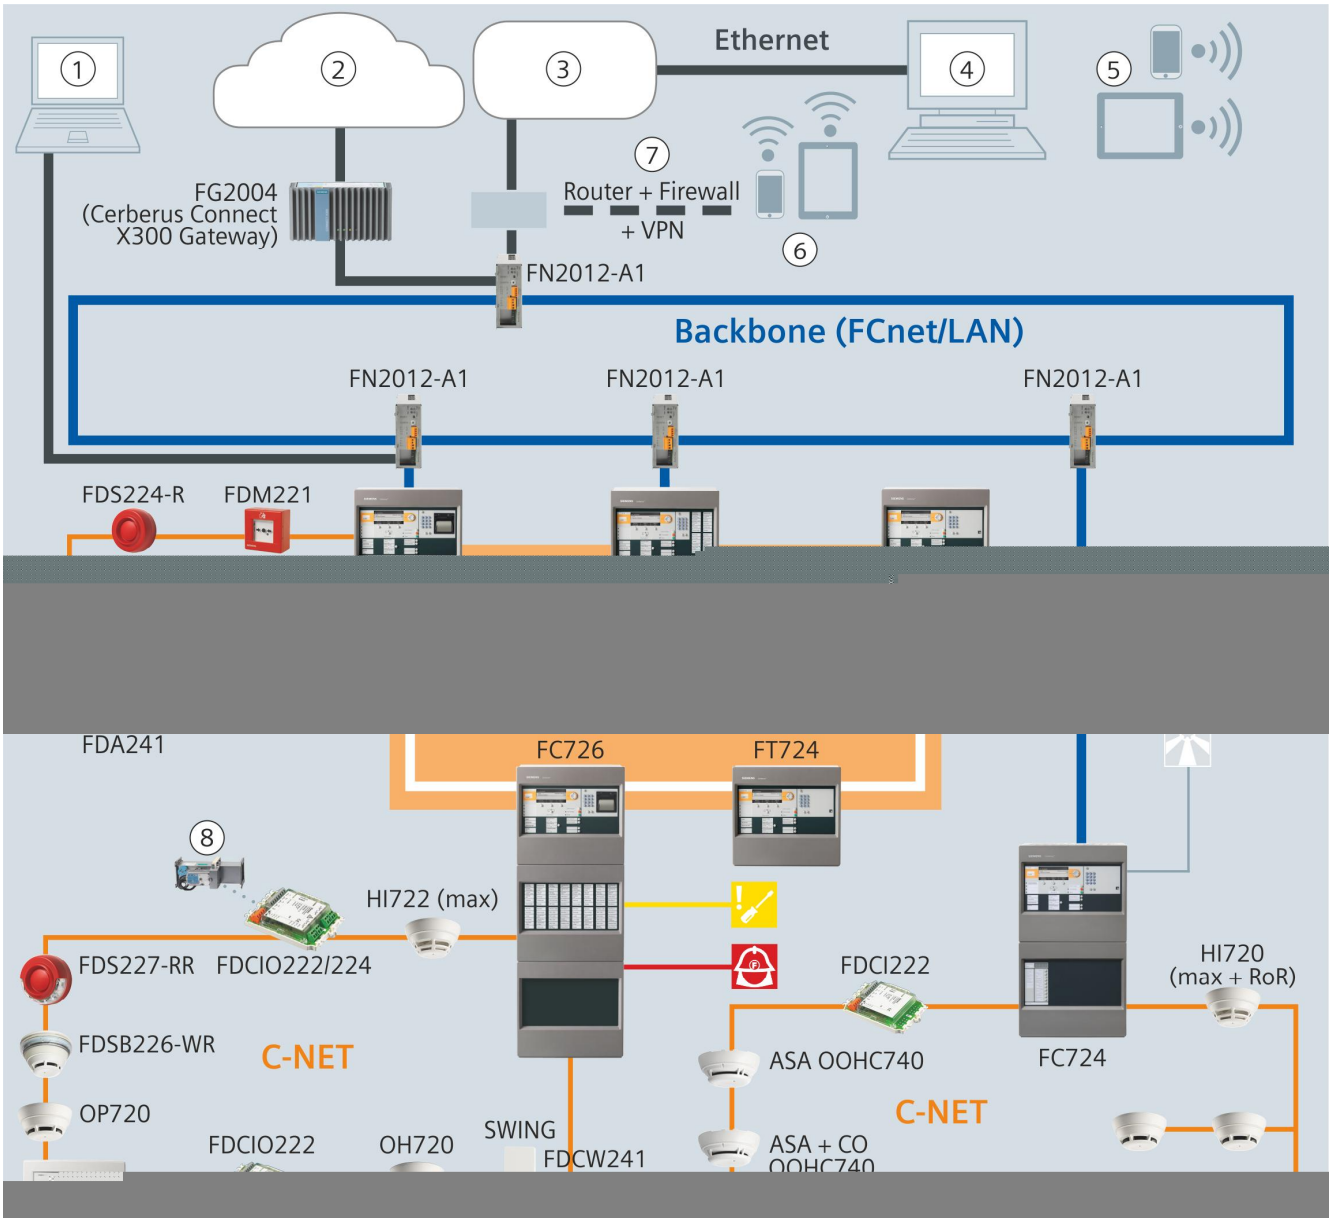 Ethernet
1
2
3
4
5
7
FG2004
(Cerberus Connect
X300 Gateway)
Router + Firewall
+ VPN
6
FN2012-A1
Backbone (FCnet/LAN)
FN2012-A1
FN2012-A1
FN2012-A1
FDS224-R
FDM221
FDA241
FC726
FT724
8
HI722 (max)
FDS227-RR
FDCIO222/224
FDCI222
HI720
(max + RoR)
FDSB226-WR
C-NET
ASA OOHC740
FC724
OP720
C-NET
FDCIO222
OH720
SWING
FDCW241
ASA + CO
OOHC740